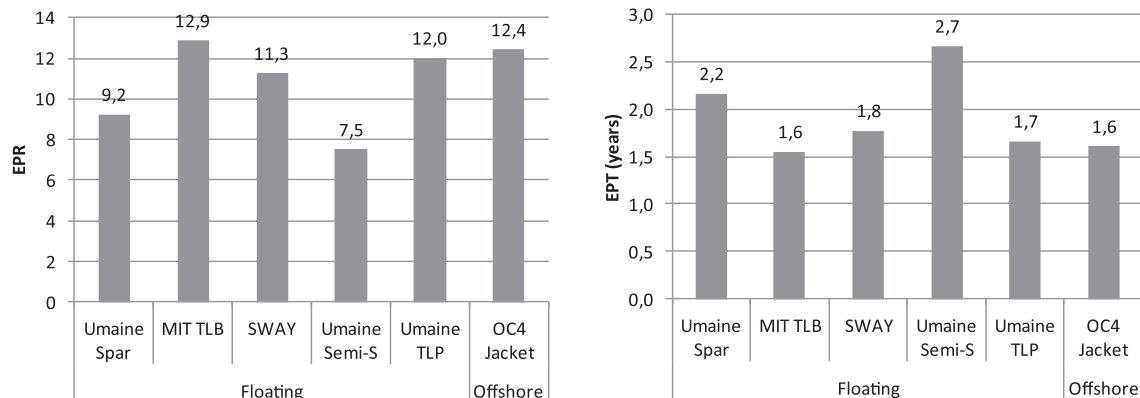 14
12
10
8
6
4
2
0
EPR
9,2
12,9
11,3
7,5
12,0
12,4
Umaine
Spar
MIT TLB
SWAY
Umaine
Semi-S
Umaine
TLP
OC4
Jacket
Floating
Offshore
3,0
2,5
2,0
1,5
1,0
0,5
0,0
EPT (years)
2,2
1,6
1,8
2,7
1,7
1,6
Umaine
Spar
MIT TLB
SWAY
Umaine
Semi-S
Umaine
TLP
OC4
Jacket
Floating
Offshore